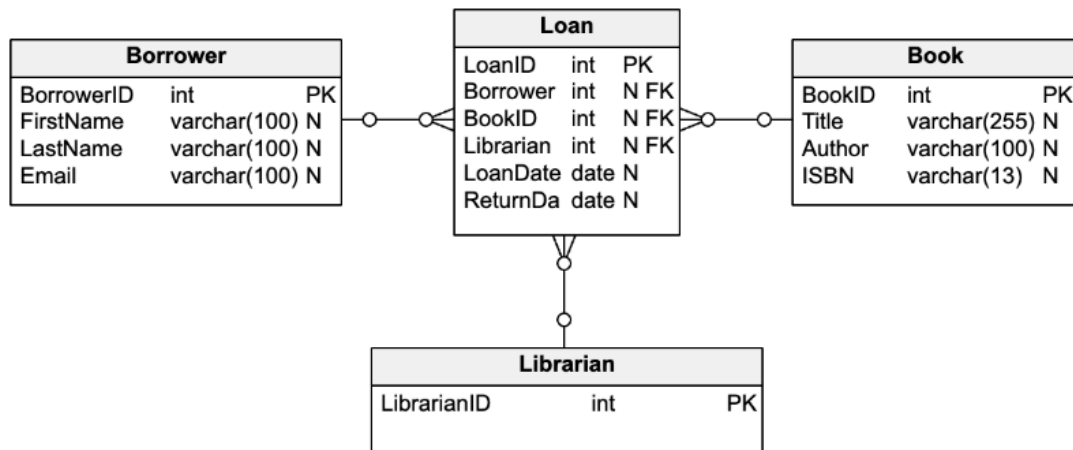 Borrower
BorrowerID int PK
FirstName varchar(100) N
LastName varchar(100) N
Email varchar(100) N
Loan
LoanID int PK
Borrower int N FK
BookID int N FK
Librarian int N FK
LoanDate date N
ReturnDa date N
Book
BookID int PK
Title varchar(255) N
Author varchar(100) N
ISBN varchar(13) N
Librarian
LibrarianID int PK